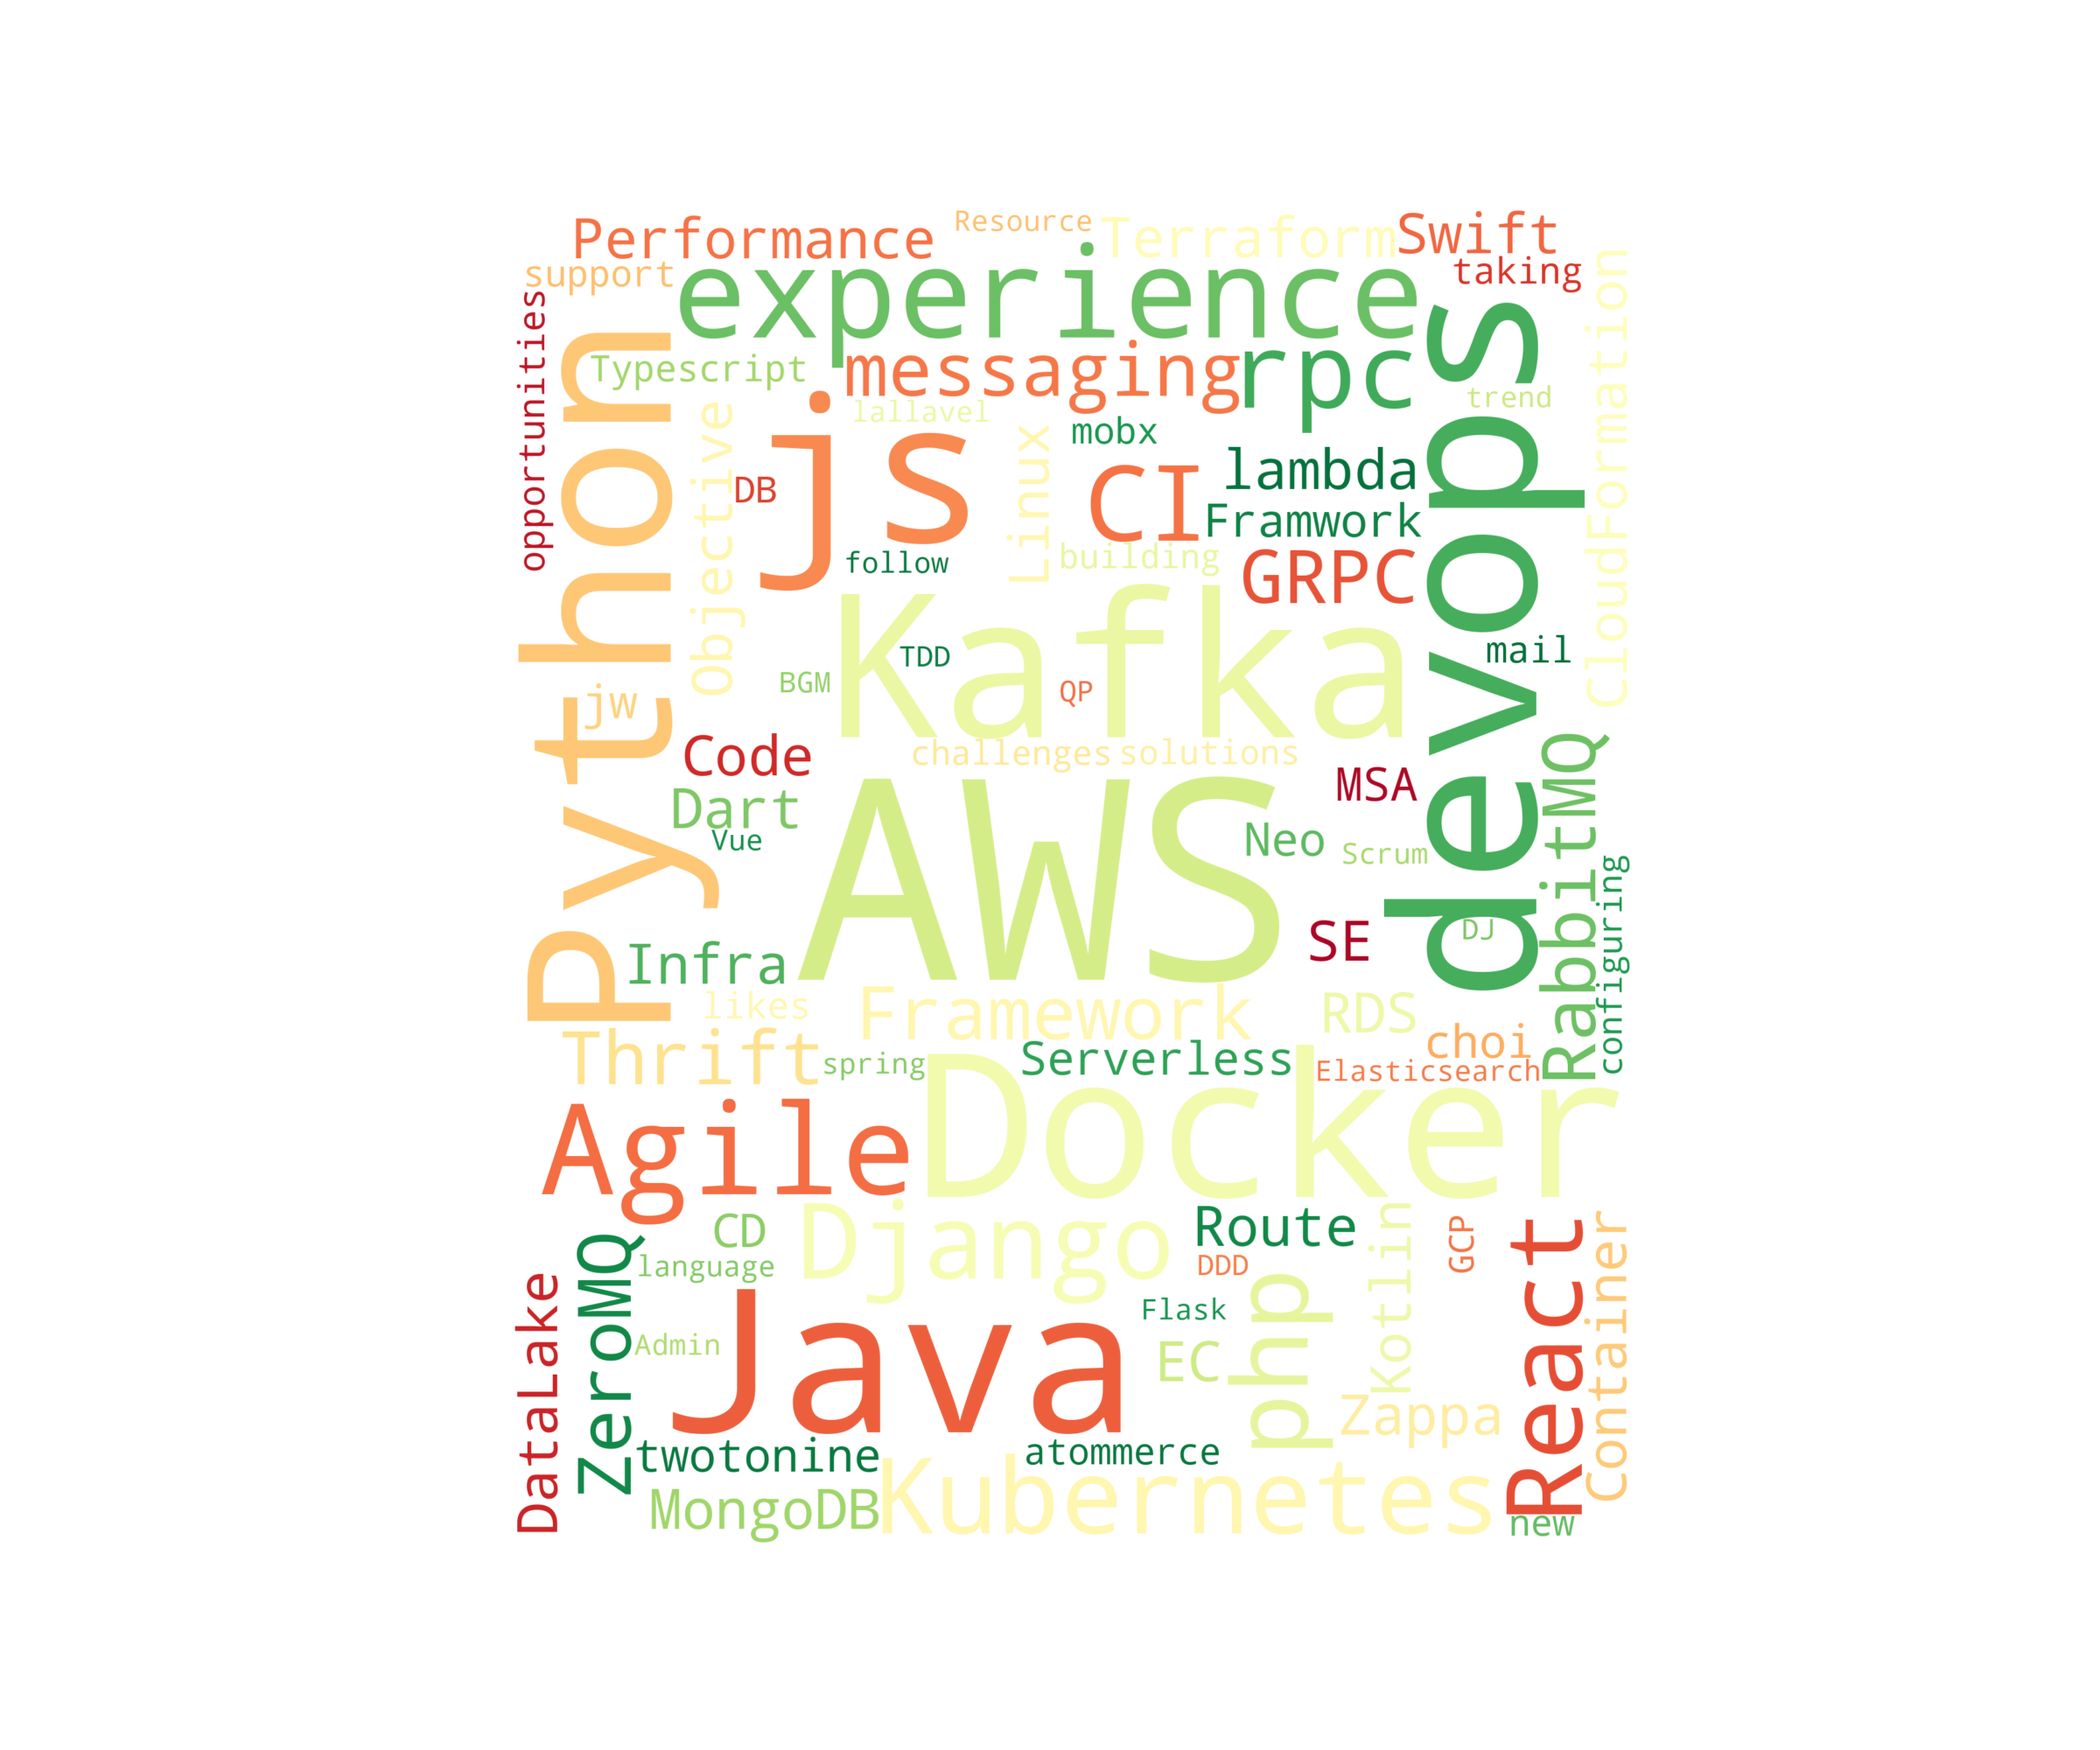 Resource
Performance
Terraform
Swift
support
experience
taking
opportunities
Python
Typescript
messaging
rpc
devops
CloudFormation
trend
Objective
js
lallavel
mobx
Linux
DB
CI
lambda
Framwork
follow
building
GRPC
Kafka
TDD
BGM
QP
mail
jw
Code
challenges
solutions
MSA
RabbitMQ
Dart
Vue
AWS
Neo
Scrum
configuring
Infra
SE
DJ
likes
Framework
RDS
Thrift
spring
Serverless
choi
Elasticsearch
Agile
Docker
CD
Django
Route
Kotlin
GCP
React
Container
ZeroMQ
language
DDD
DataLake
Admin
Java
Flask
EC
php
Zappa
twotonine
atommerce
MongoDB
Kubernetes
new